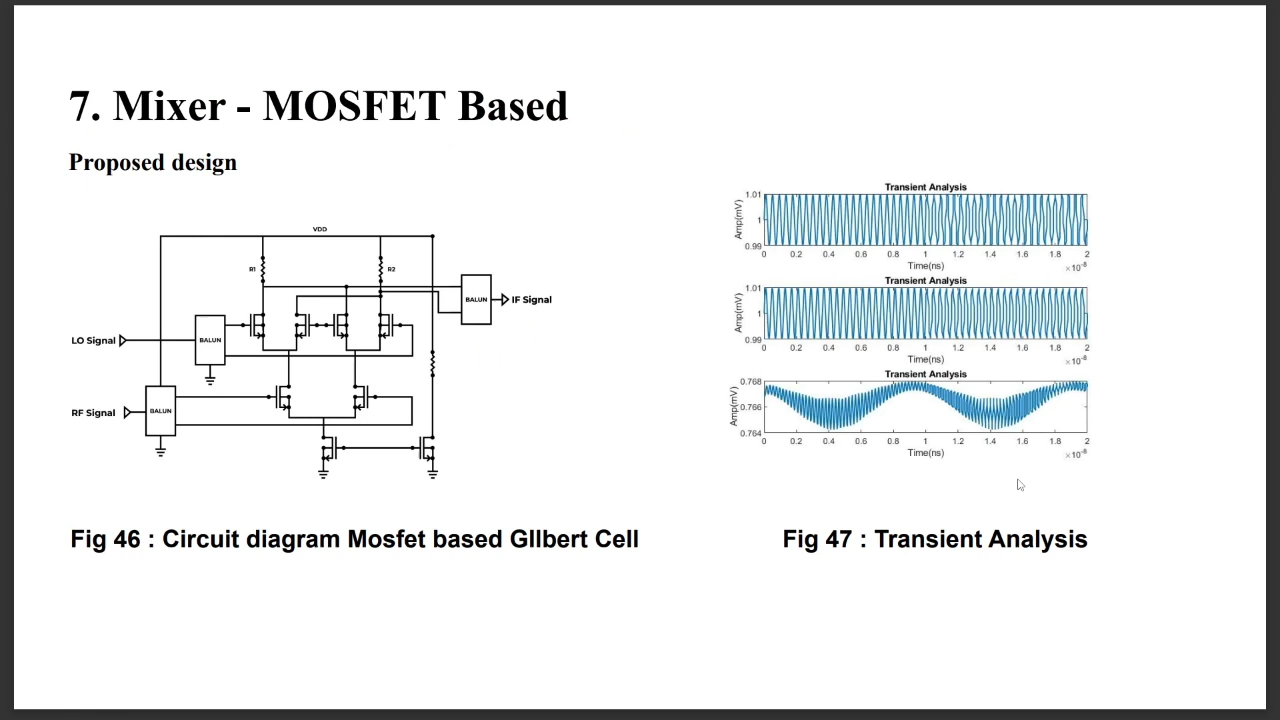 7. Mixer - MOSFET Based
Proposed design
VDD
R1
R2
BALUN
IF Signal
LO Signal
BALUN
RF Signal
BALUN
Fig 46 : Circuit diagram Mosfet based GIlbert Cell
Transient Analysis
1.01
1
0.99
Amp(mV)
0 0.2 0.4 0.6 0.8 1 1.2 1.4 1.6 1.8 2
Time(ns)
×10⁻⁸
Transient Analysis
1.01
1
0.99
Amp(mV)
0 0.2 0.4 0.6 0.8 1 1.2 1.4 1.6 1.8 2
Time(ns)
×10⁻⁸
Transient Analysis
0.768
0.766
0.764
Amp(mV)
0 0.2 0.4 0.6 0.8 1 1.2 1.4 1.6 1.8 2
Time(ns)
×10⁻⁸
Fig 47 : Transient Analysis